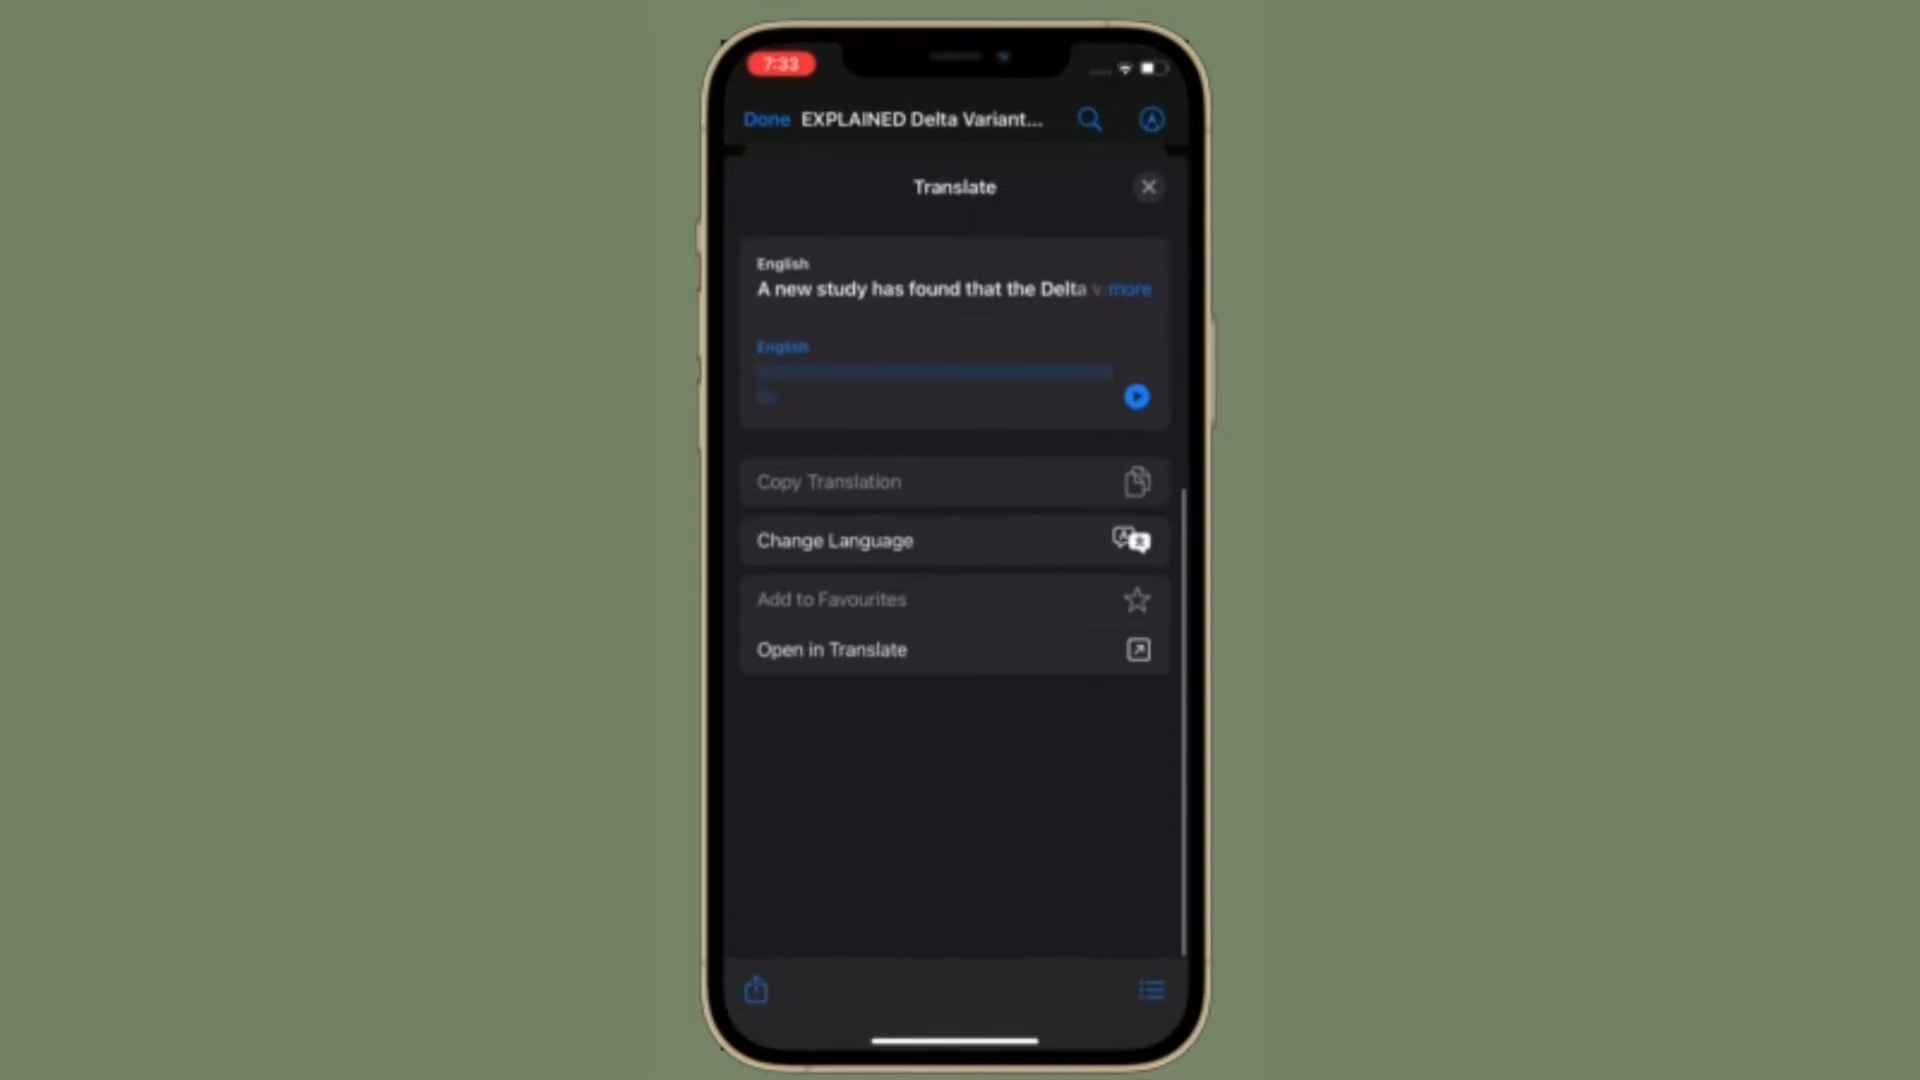 7:33
Done EXPLAINED Delta Variant...
Translate
English
A new study has found that the Delta v more
English
Copy Translation
Change Language
Add to Favourites
Open in Translate